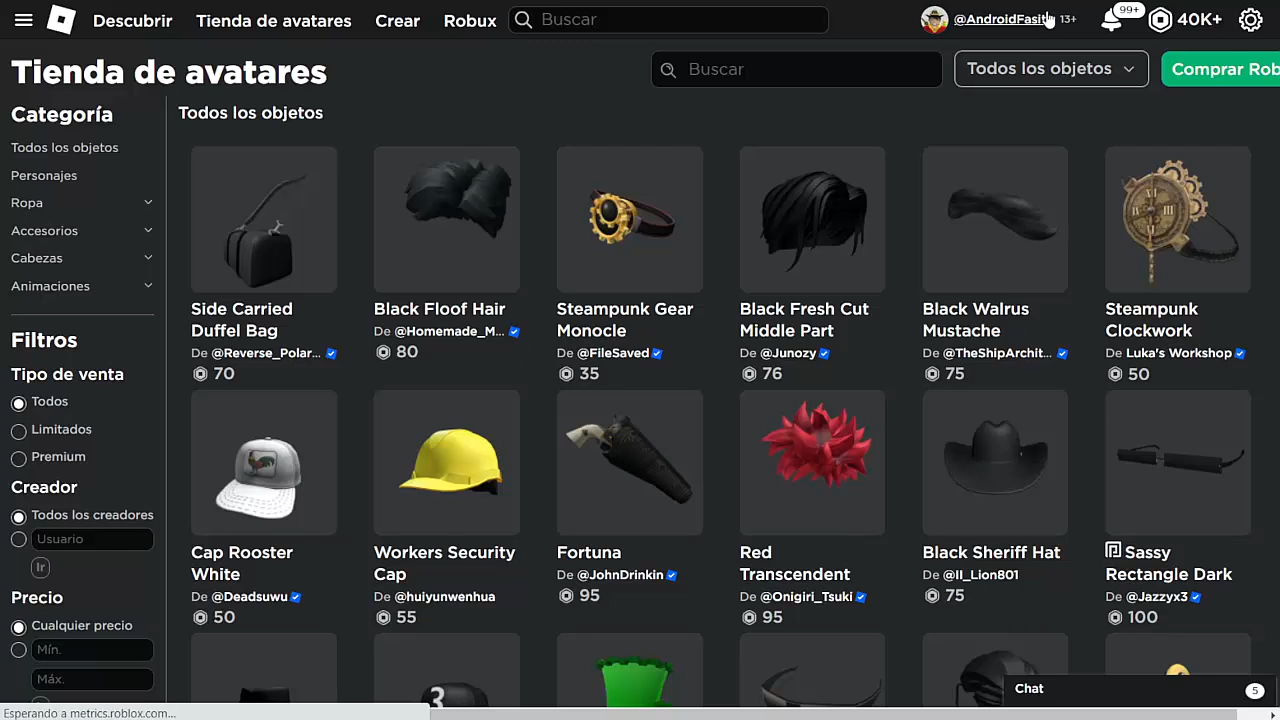 Descubrir Tienda de avatares Crear Robux Buscar @AndroidFasit 13+ 99+ 40K+
Tienda de avatares Buscar Todos los objetos Comprar Rob
Categoría
Todos los objetos
Personajes
Ropa
Accesorios
Cabezas
Animaciones
Filtros
Tipo de venta
Todos
Limitados
Premium
Creador
Todos los creadores
Usuario
Ir
Precio
Cualquier precio
Mín.
Máx.
Todos los objetos
Side Carried
Duffel Bag
De @Reverse_Polar...
70
Black Floof Hair
De @Homemade_M...
80
Steampunk Gear
Monocle
De @FileSaved
35
Black Fresh Cut
Middle Part
De @Junozy
76
Black Walrus
Mustache
De @TheShipArchit...
75
Steampunk
Clockwork
De Luka's Workshop
50
Cap Rooster
White
De @Deadsuwu
50
Workers Security
Cap
De @huiyunwenhua
55
Fortuna
De @JohnDrinkin
95
Red
Transcendent
De @Onigiri_Tsuki
95
Black Sheriff Hat
De @II_Lion801
75
Sassy
Rectangle Dark
De @Jazzyx3
100
3
Chat 5
Esperando a metrics.roblox.com...